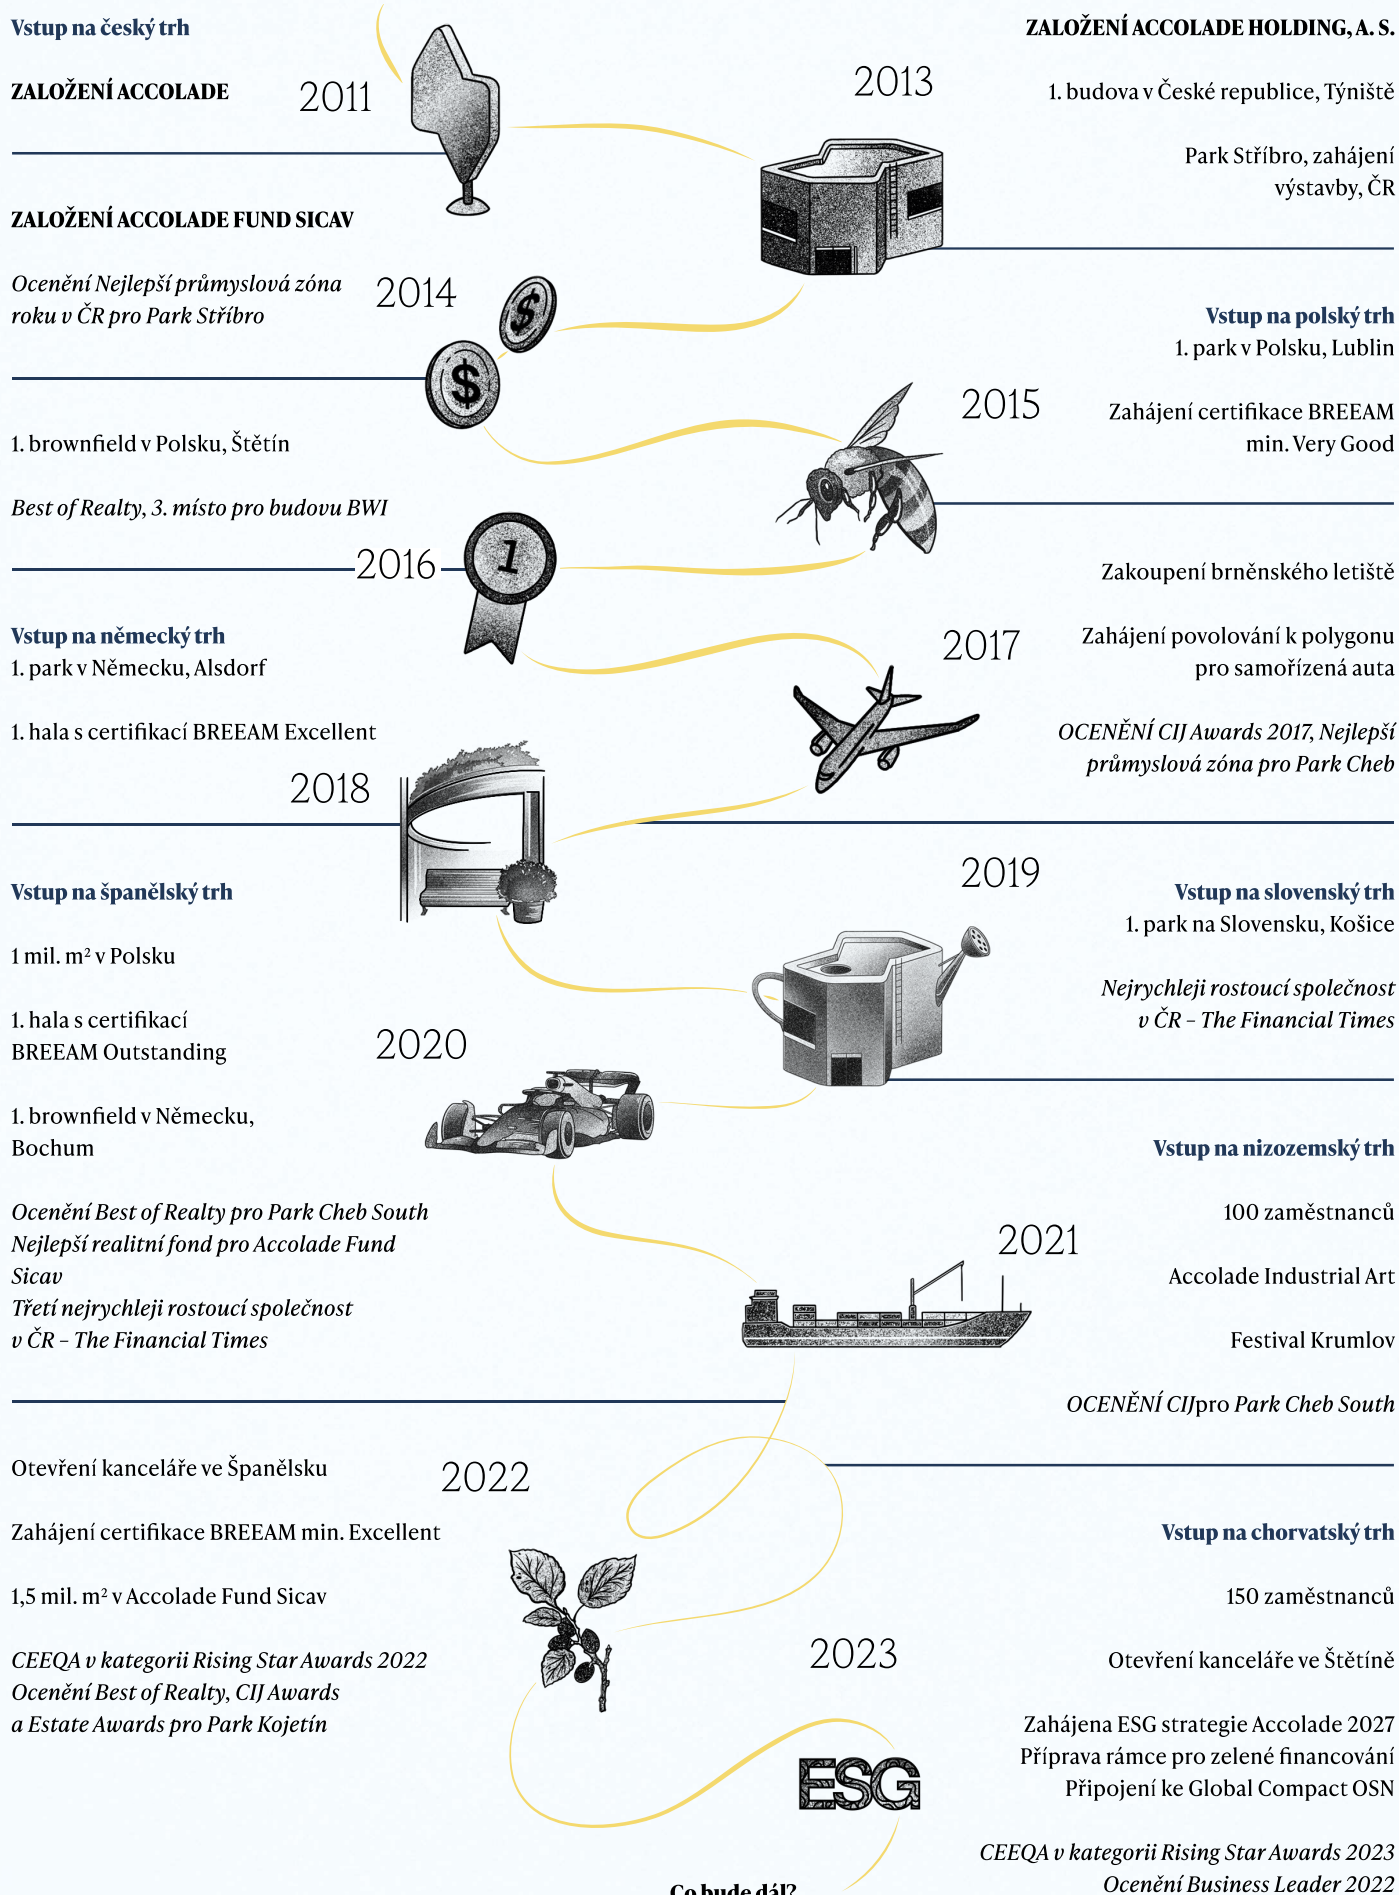 Vstup na český trh
ZALOŽENÍ ACCOLADE
2011
ZALOŽENÍ ACCOLADE HOLDING, A. S.
2013
1. budova v České republice, Týniště
Park Stříbro, zahájení
výstavby, ČR
ZALOŽENÍ ACCOLADE FUND SICAV
Ocenění Nejlepší průmyslová zóna
roku v ČR pro Park Stříbro
2014
$
$
Vstup na polský trh
1. park v Polsku, Lublin
2015
Zahájení certifikace BREEAM
min. Very Good
1. brownfield v Polsku, Štětín
Best of Realty, 3. místo pro budovu BWI
2016
1
Zakoupení brněnského letiště
2017
Zahájení povolování k polygonu
pro samořízená auta
OCENĚNÍ CIJ Awards 2017, Nejlepší
průmyslová zóna pro Park Cheb
Vstup na německý trh
1. park v Německu, Alsdorf
1. hala s certifikací BREEAM Excellent
2018
2019
Vstup na slovenský trh
1. park na Slovensku, Košice
Nejrychleji rostoucí společnost
v ČR – The Financial Times
Vstup na španělský trh
1 mil. m² v Polsku
1. hala s certifikací
BREEAM Outstanding
2020
1. brownfield v Německu,
Bochum
Ocenění Best of Realty pro Park Cheb South
Nejlepší realitní fond pro Accolade Fund
Sicav
Třetí nejrychleji rostoucí společnost
v ČR – The Financial Times
Vstup na nizozemský trh
100 zaměstnanců
2021
Accolade Industrial Art
Festival Krumlov
OCENĚNÍ CIJpro Park Cheb South
Otevření kanceláře ve Španělsku
2022
Zahájení certifikace BREEAM min. Excellent
1,5 mil. m² v Accolade Fund Sicav
CEEQA v kategorii Rising Star Awards 2022
Ocenění Best of Realty, CIJ Awards
a Estate Awards pro Park Kojetín
Vstup na chorvatský trh
150 zaměstnanců
2023
Otevření kanceláře ve Štětíně
Zahájena ESG strategie Accolade 2027
Příprava rámce pro zelené financování
Připojení ke Global Compact OSN
ESG
CEEQA v kategorii Rising Star Awards 2023
Ocenění Business Leader 2022
Co bude dál?